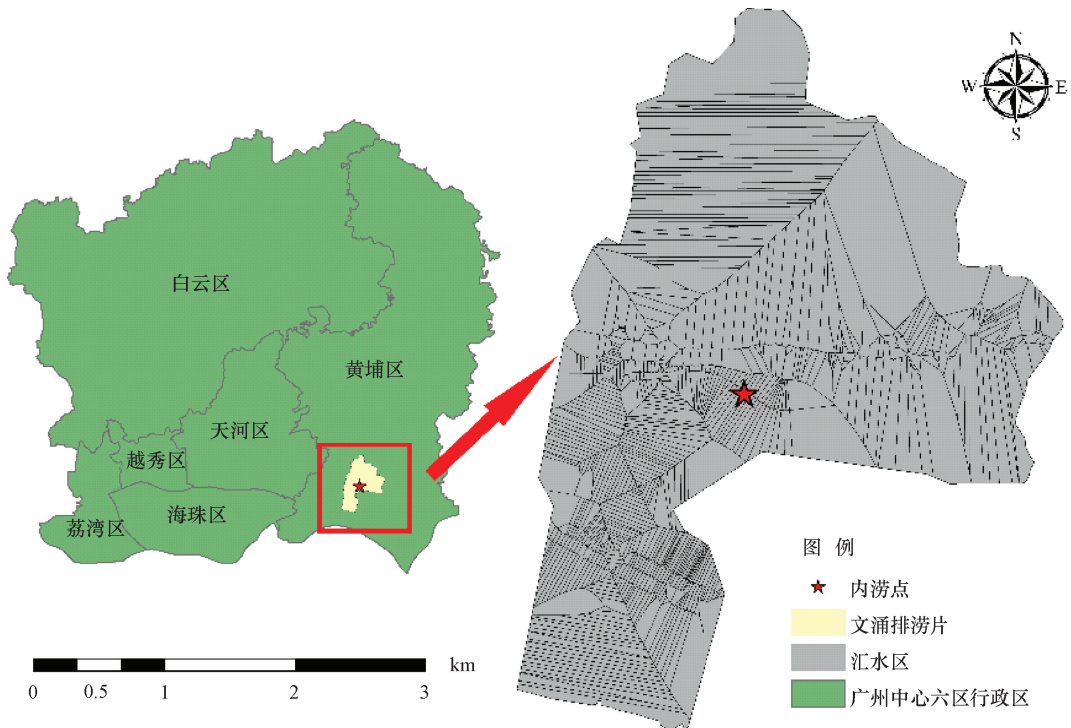 N
W E
S
白云区
黄埔区
天河区
越秀区
海珠区
荔湾区
图 例
内涝点
文涌排涝片
汇水区
广州中心六区行政区
km
0 0.5 1 2 3